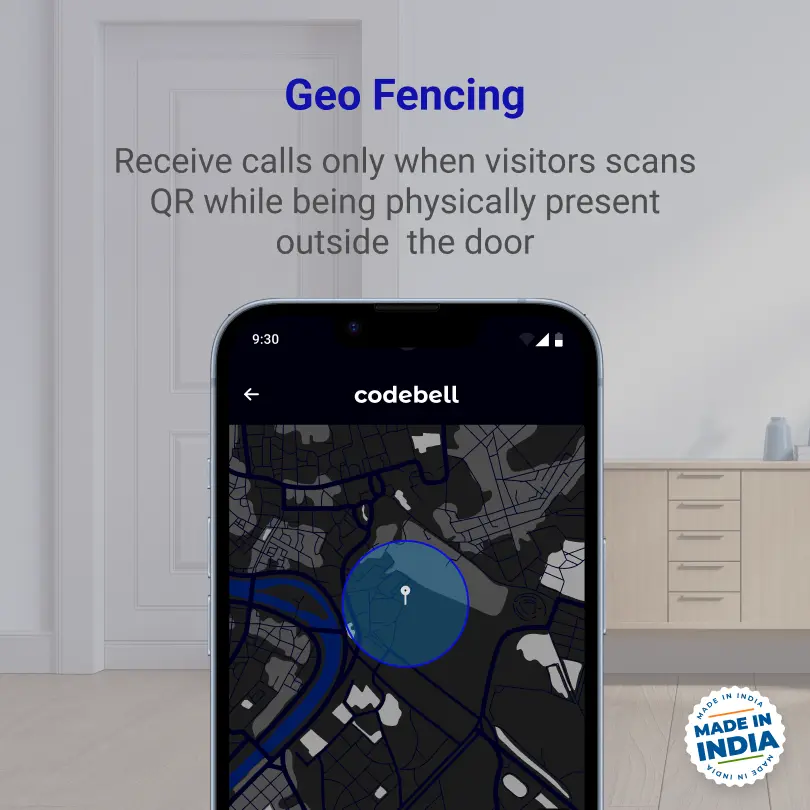 Geo Fencing
Receive calls only when visitors scans
QR while being physically present
outside the door
9:30
codebell
MADE IN INDIA
MADE IN
INDIA
MADE IN INDIA